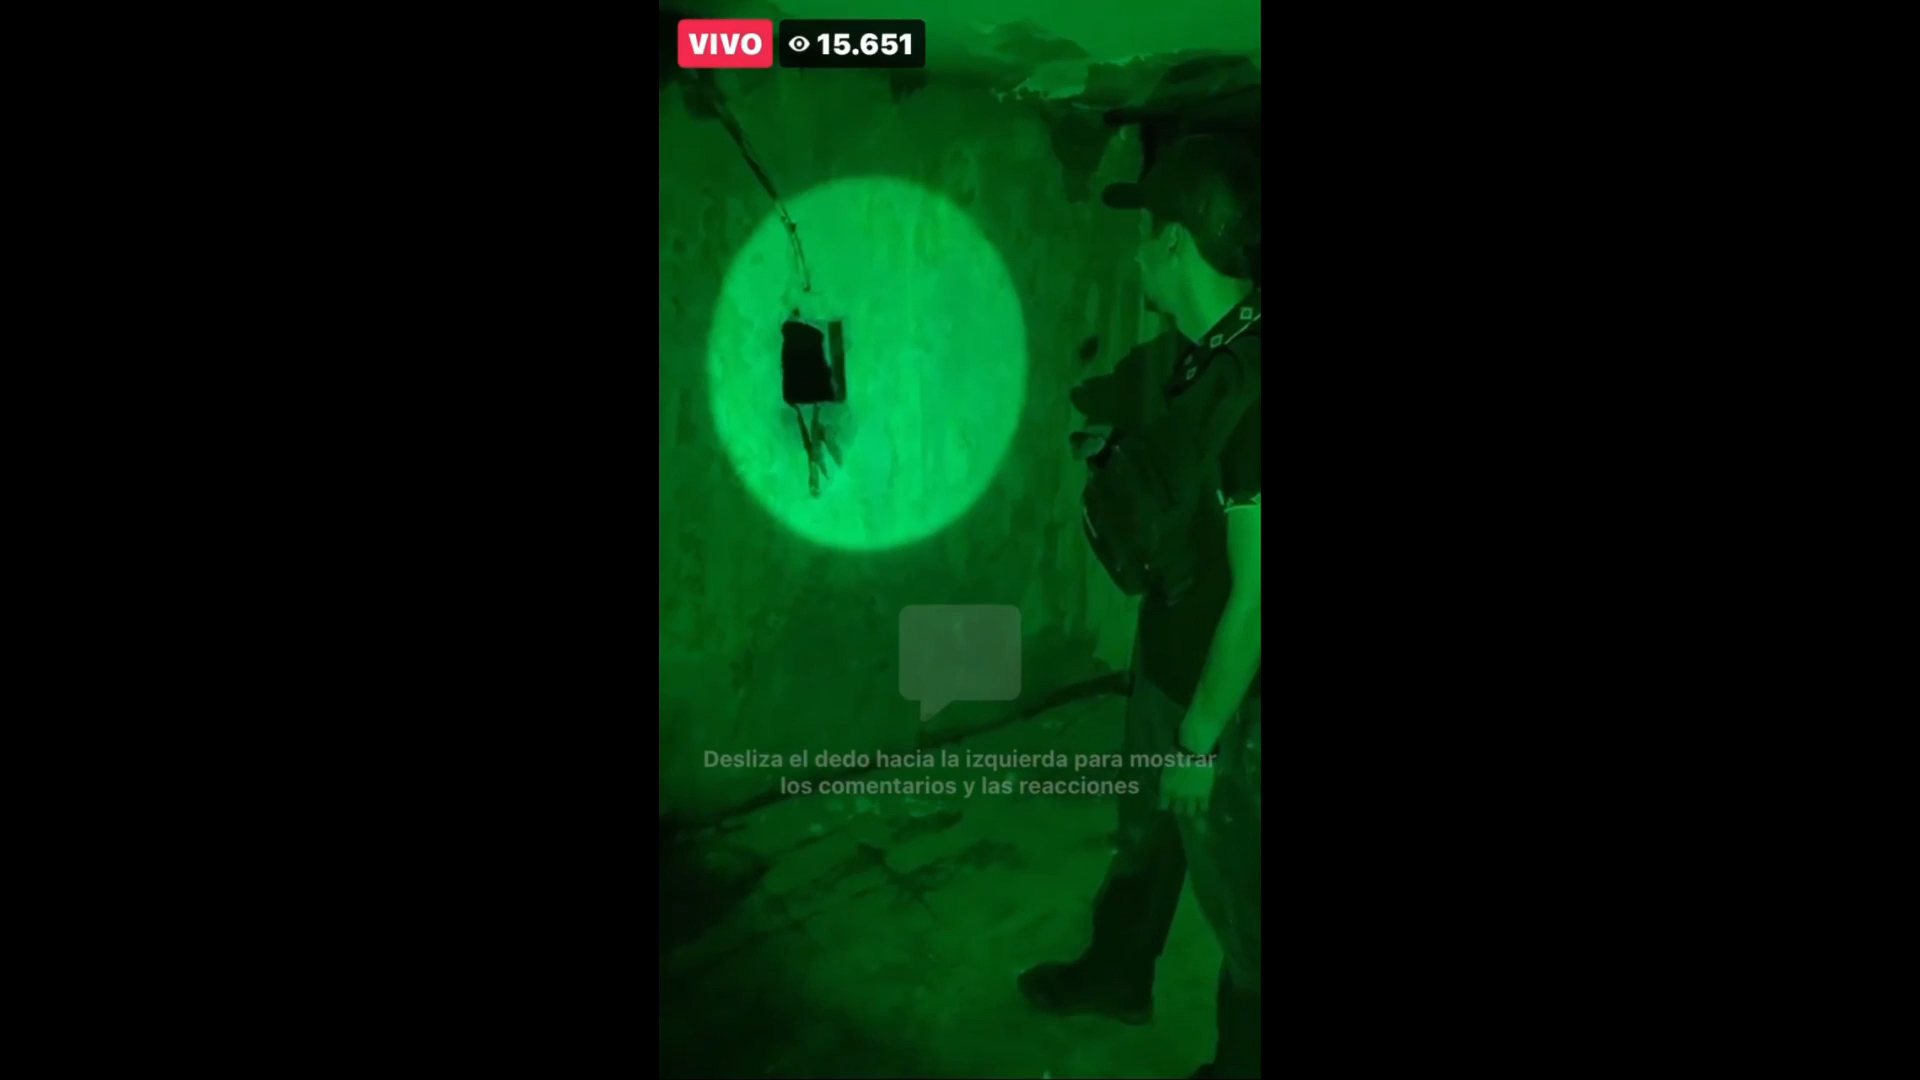 VIVO 15.651
Desliza el dedo hacia la izquierda para mostrar
los comentarios y las reacciones